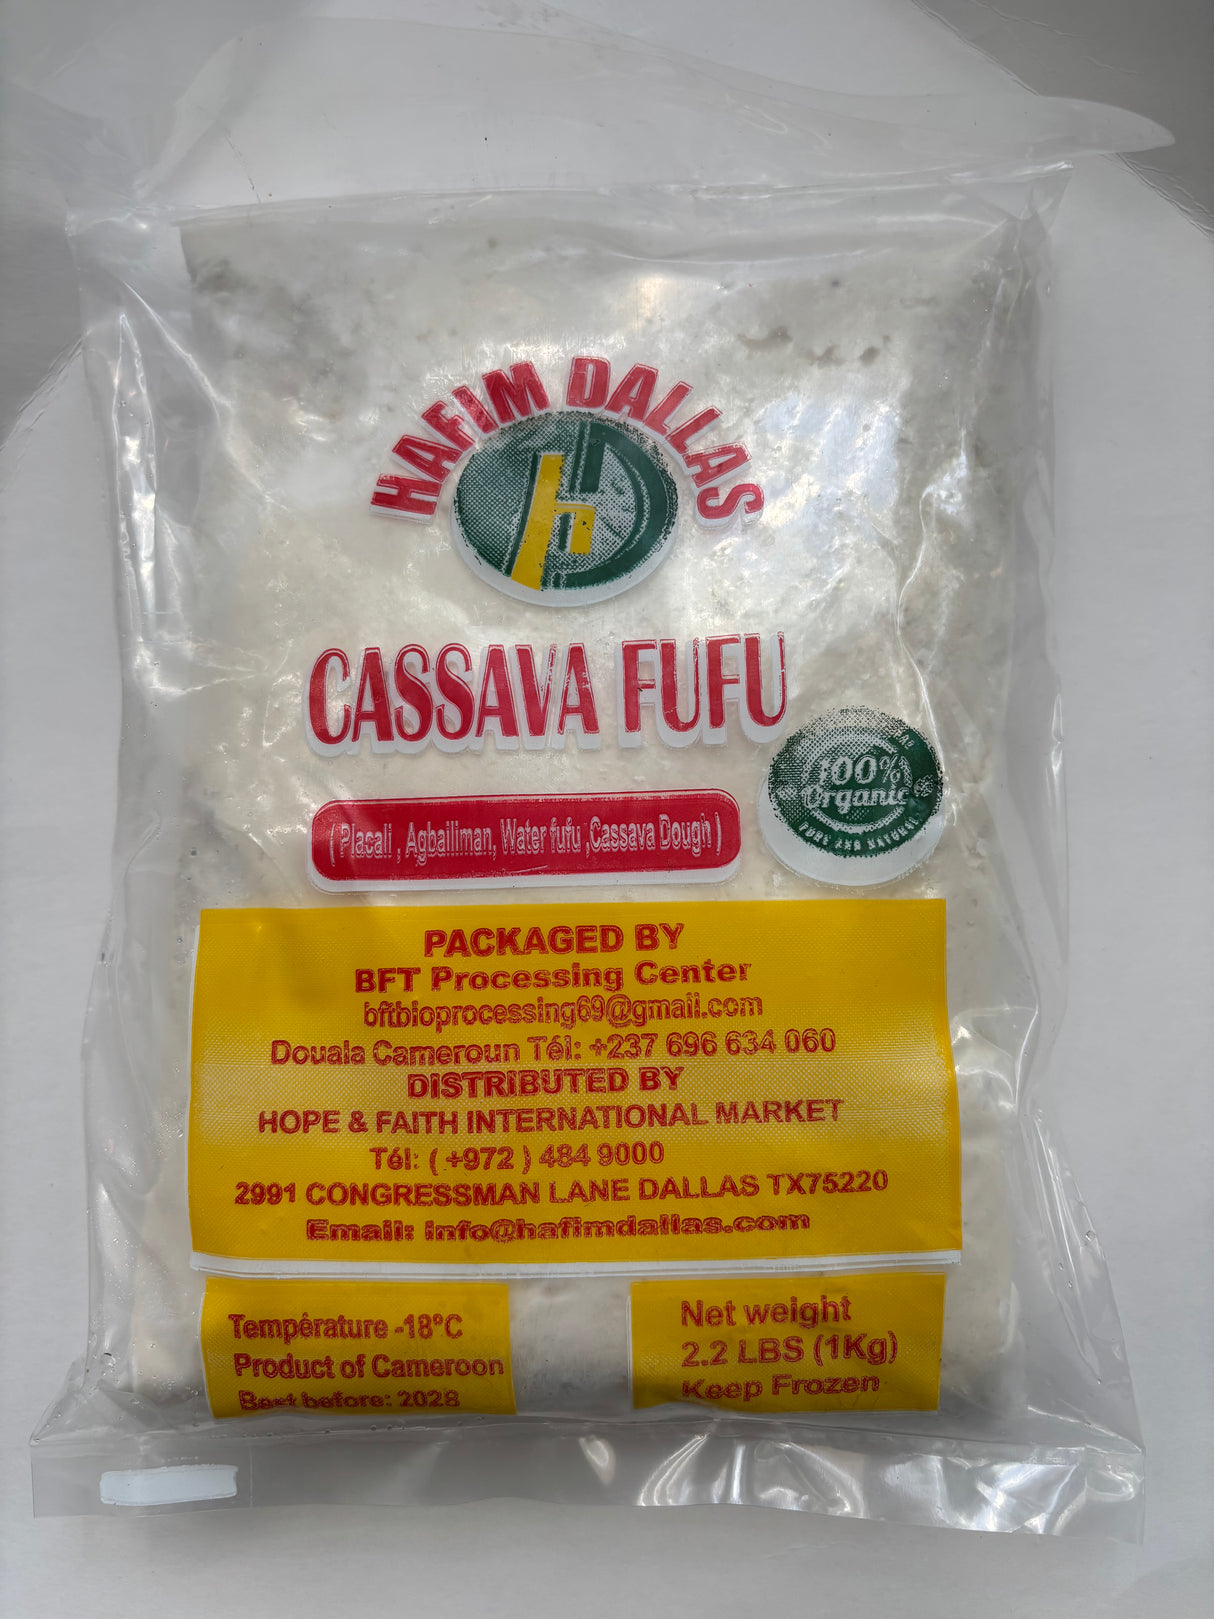 HAFIM DALLAS
h
CASSAVA FUFU
100%
Organic
PURE AND NATURAL
( Placali , Agbailiman, Water fufu ,Cassava Dough )
PACKAGED BY
BFT Processing Center
bftbioprocessing69@gmail.com
Douala Cameroun Tél: +237 696 634 060
DISTRIBUTED BY
HOPE & FAITH INTERNATIONAL MARKET
Tél: ( +972 ) 484 9000
2991 CONGRESSMAN LANE DALLAS TX75220
Email: info@hafimdallas.com
Température -18°C
Product of Cameroon
Best before: 2028
Net weight
2.2 LBS (1Kg)
Keep Frozen